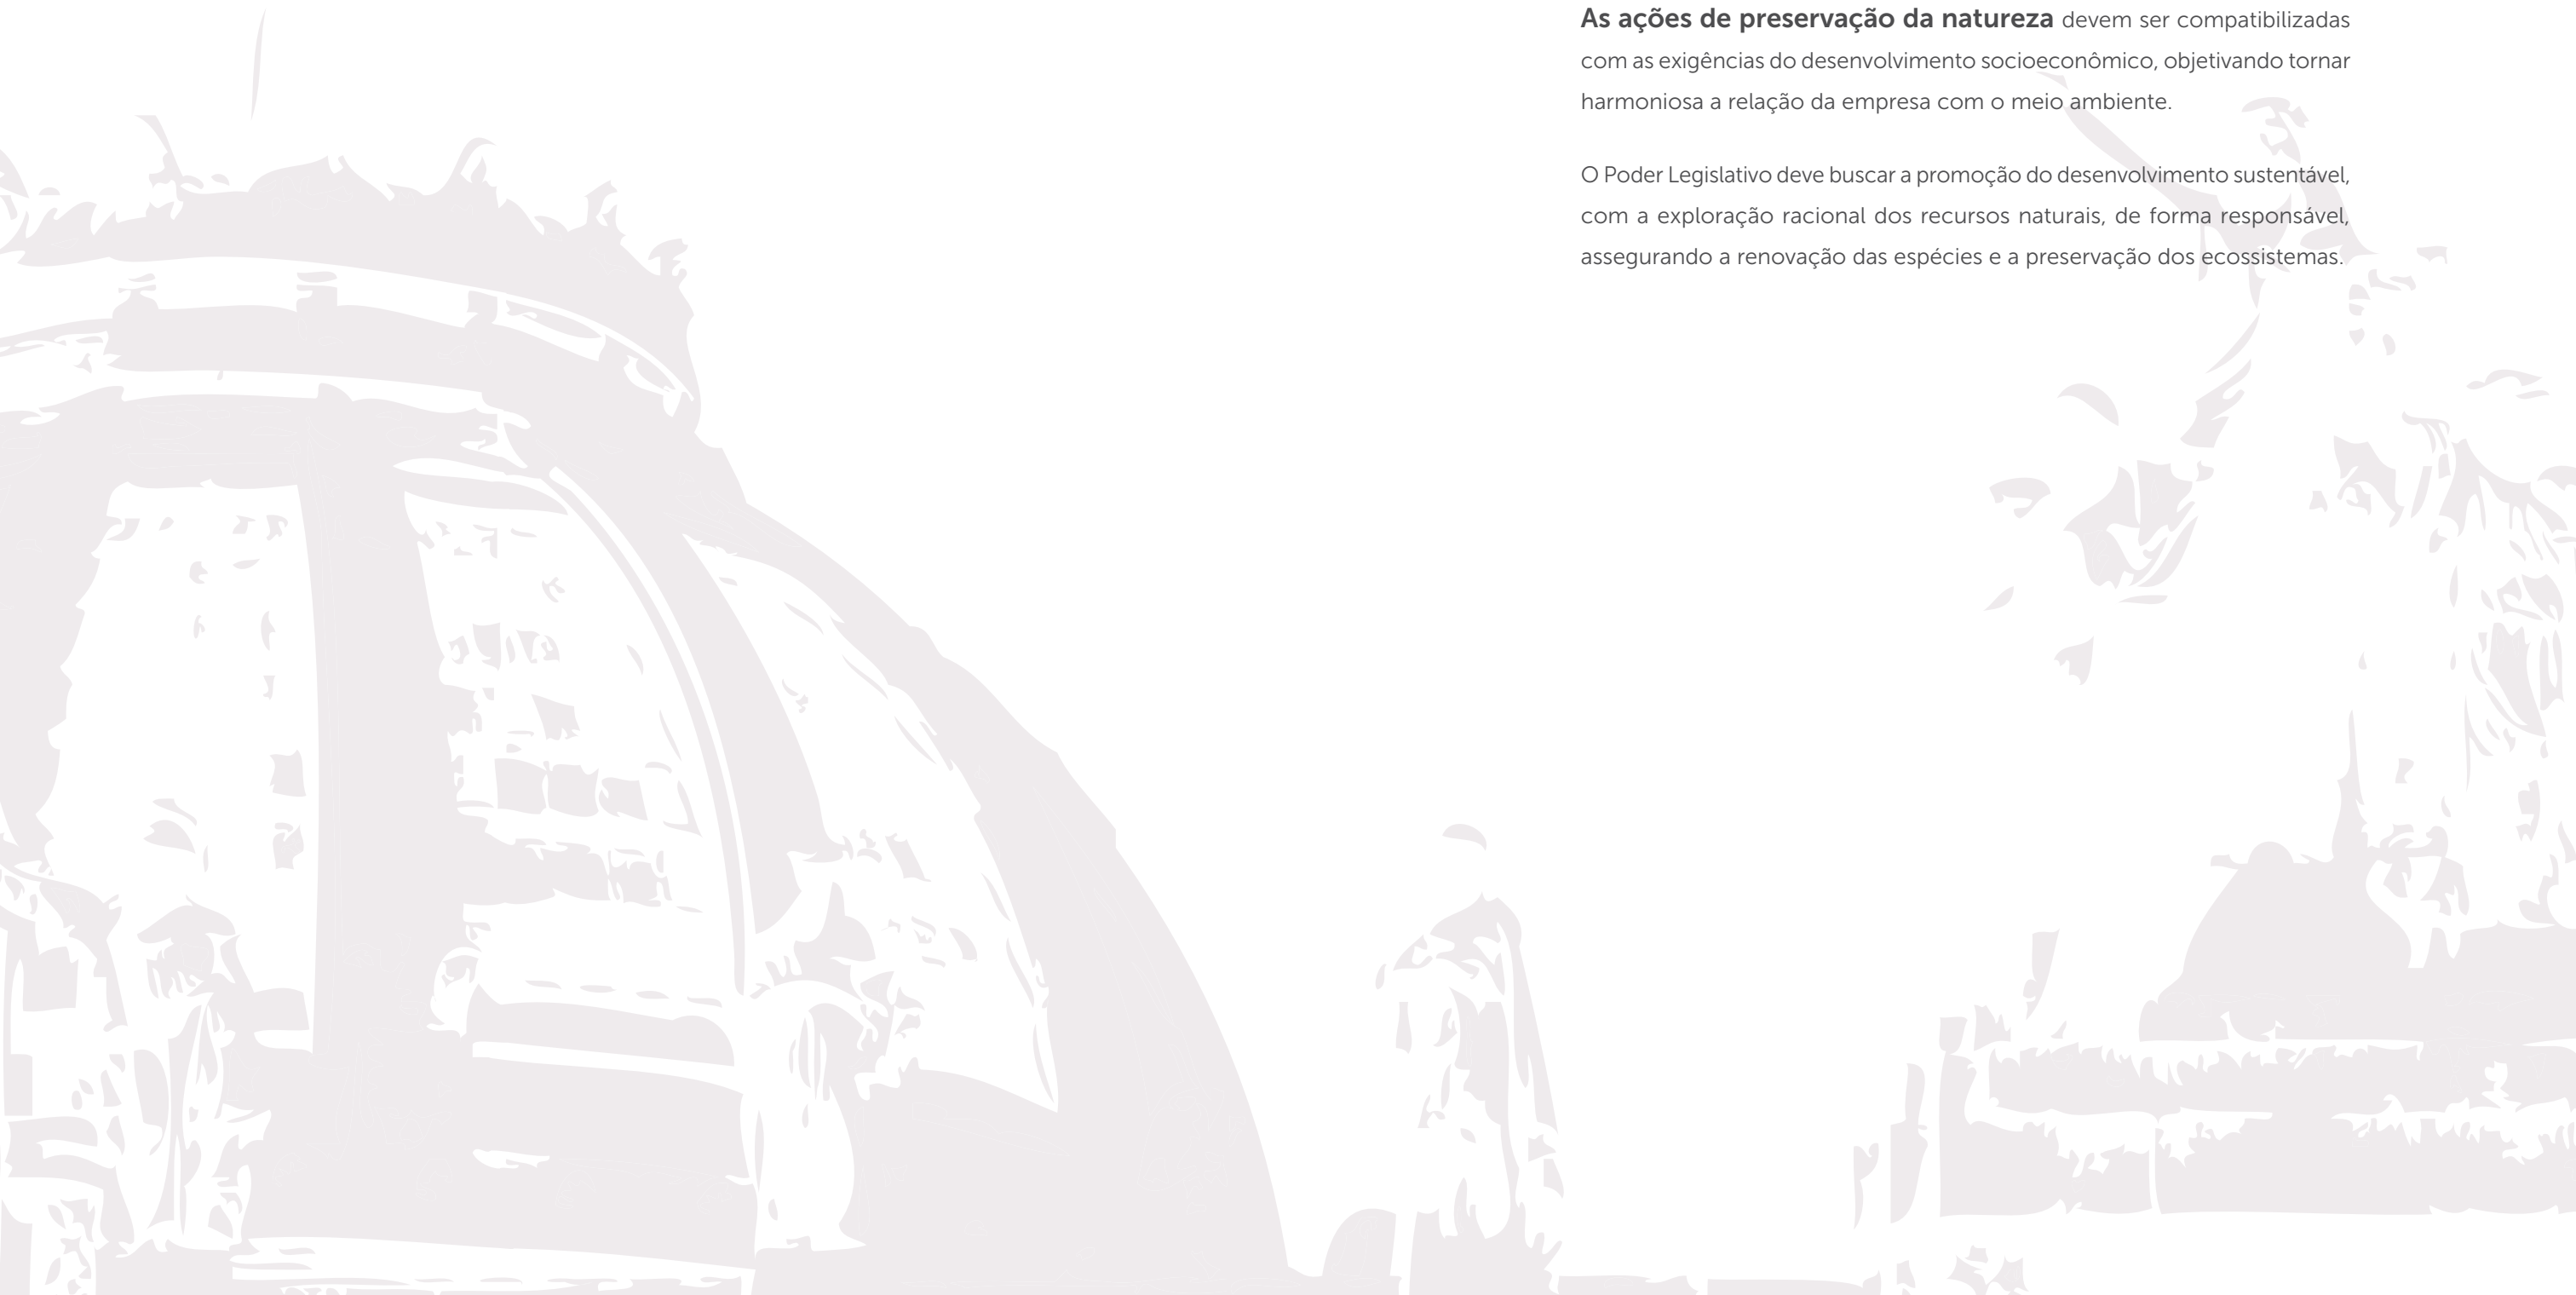 As ações de preservação da natureza devem ser compatibilizadas
com as exigências do desenvolvimento socioeconômico, objetivando tornar
harmoniosa a relação da empresa com o meio ambiente.
O Poder Legislativo deve buscar a promoção do desenvolvimento sustentável,
com a exploração racional dos recursos naturais, de forma responsável,
assegurando a renovação das espécies e a preservação dos ecossistemas.